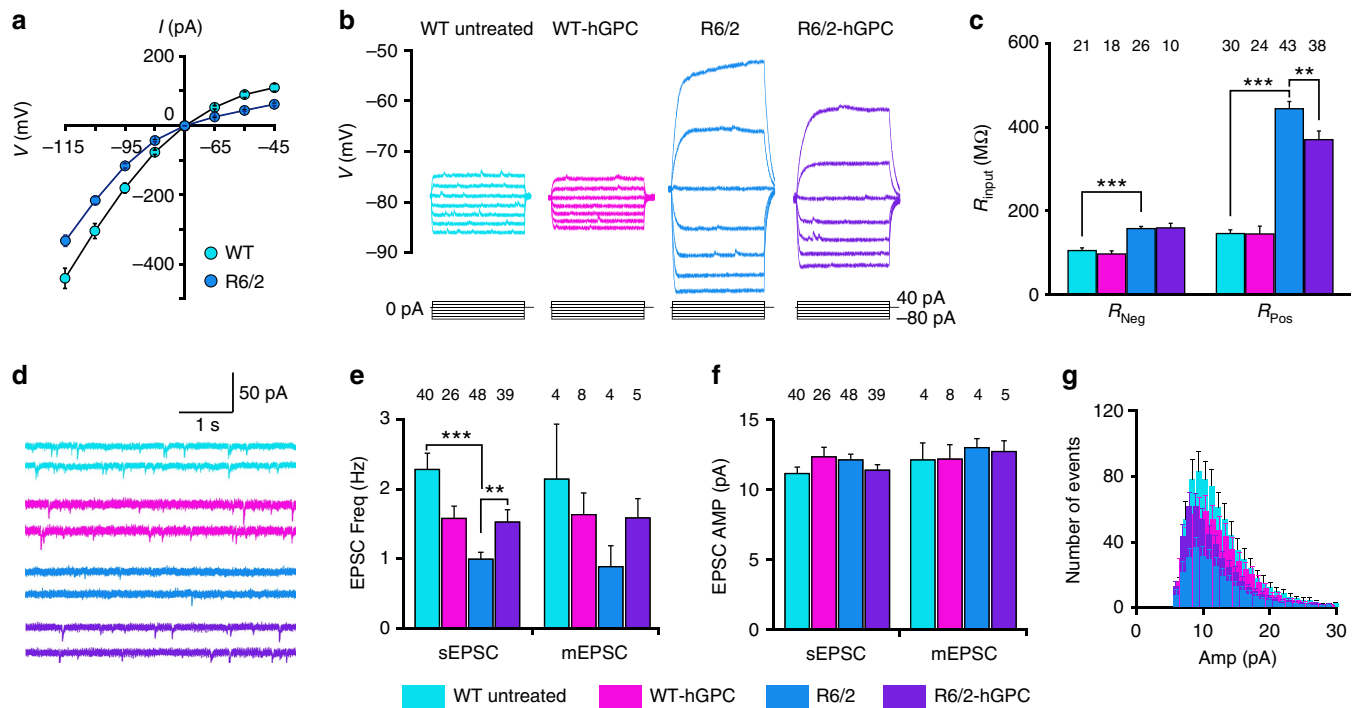 a
I (pA)
200
0
V (mV)
–115
–95
–65
–45
–200
–400
WT
R6/2
b
WT untreated
WT-hGPC
R6/2
R6/2-hGPC
–50
–60
–70
–80
–90
V (mV)
0 pA
40 pA
–80 pA
c
21 18 26 10 30 24 43 38
600
400
200
0
R_input (MΩ)
***
***
**
R_Neg
R_Pos
d
50 pA
1 s
e
40 26 48 39 4 8 4 5
3
2
1
0
EPSC Freq (Hz)
***
**
sEPSC
mEPSC
f
40 26 48 39 4 8 4 5
15
10
5
0
EPSC AMP (pA)
sEPSC
mEPSC
g
120
80
40
0
Number of events
0 10 20 30
Amp (pA)
WT untreated
WT-hGPC
R6/2
R6/2-hGPC